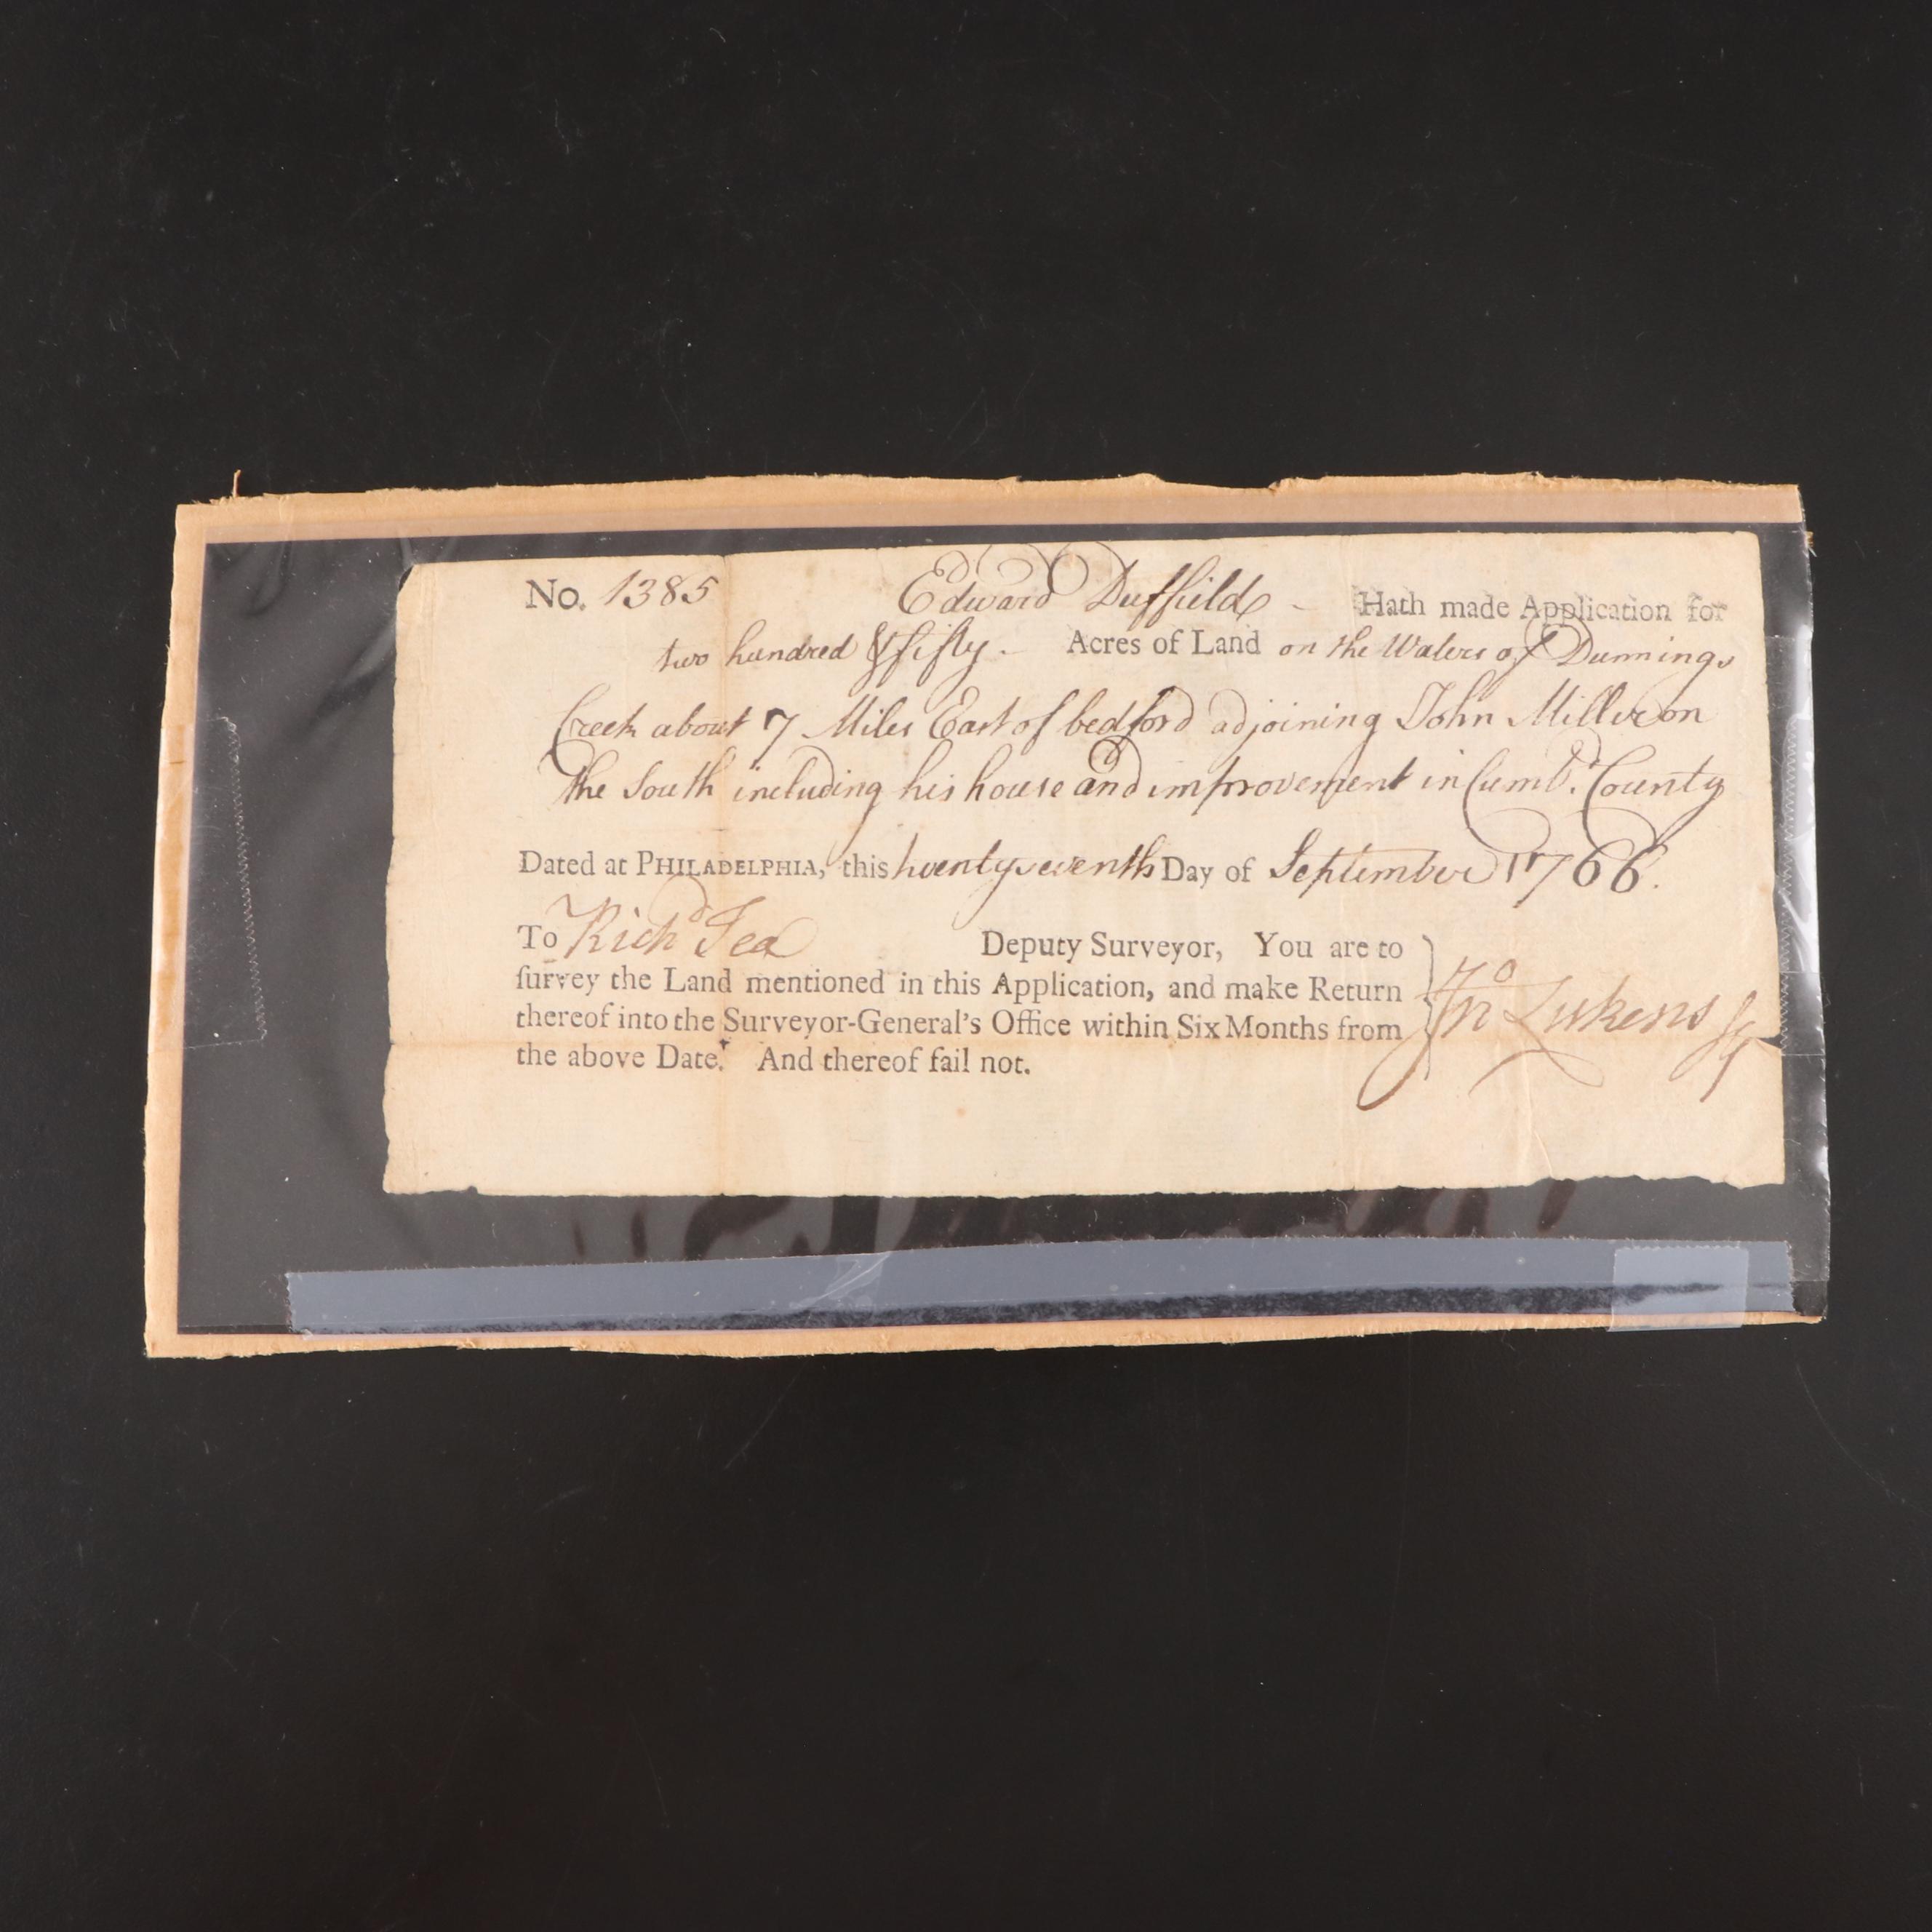 No. 1385 Edward Duffield - Hath made Application for
two hundred & fifty. Acres of Land on the Waters of Dunnings
Creek about 7 Miles East of bedford adjoining John Miller on
the South including his house and improvement in Cumbd. County
Dated at PHILADELPHIA, this twenty seventh Day of September 1766.
To Richd Tea Deputy Surveyor, You are to
ſurvey the Land mentioned in this Application, and make Return
thereof into the Surveyor-General's Office within Six Months from
the above Date. And thereof fail not.
Jno Lukens SG